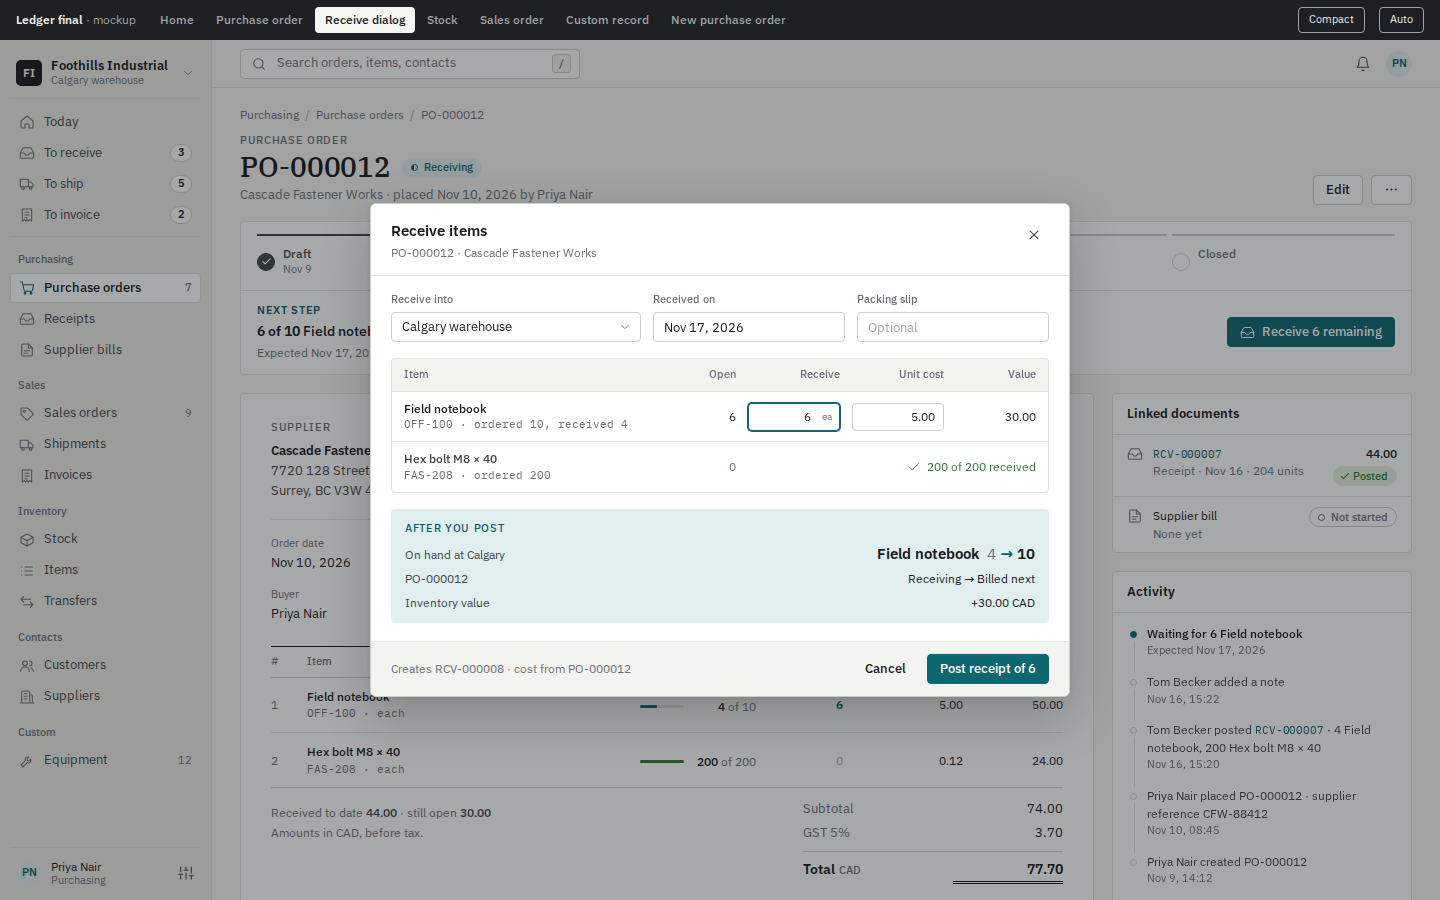 Ledger final · mockup
Home
Purchase order
Receive dialog
Stock
Sales order
Custom record
New purchase order
Compact
Auto
FI
Foothills Industrial
Calgary warehouse
Search orders, items, contacts
/
PN
Today
To receive 3
To ship 5
To invoice 2
Purchasing
Purchase orders 7
Receipts
Supplier bills
Sales
Sales orders 9
Shipments
Invoices
Inventory
Stock
Items
Transfers
Contacts
Customers
Suppliers
Custom
Equipment 12
PN
Priya Nair
Purchasing
Purchasing / Purchase orders / PO-000012
PURCHASE ORDER
PO-000012 Receiving
Cascade Fastener Works · placed Nov 10, 2026 by Priya Nair
Edit
...
Draft
Nov 9
Closed
NEXT STEP
6 of 10 Field note
Expected Nov 17, 20
Receive 6 remaining
Receive items
PO-000012 · Cascade Fastener Works
Receive into
Calgary warehouse
Received on
Nov 17, 2026
Packing slip
Optional
Item Open Receive Unit cost Value
Field notebook 6 6 ea 5.00 30.00
OFF-100 · ordered 10, received 4
Hex bolt M8 × 40 0 200 of 200 received
FAS-208 · ordered 200
AFTER YOU POST
On hand at Calgary Field notebook 4 → 10
PO-000012 Receiving → Billed next
Inventory value +30.00 CAD
Creates RCV-000008 · cost from PO-000012
Cancel
Post receipt of 6
SUPPLIER
Cascade Fastene
7720 128 Street
Surrey, BC V3W 4
Order date
Nov 10, 2026
Buyer
Priya Nair
# Item
1 Field notebook 4 of 10 6 5.00 50.00
OFF-100 · each
2 Hex bolt M8 × 40 200 of 200 0 0.12 24.00
FAS-208 · each
Received to date 44.00 · still open 30.00
Amounts in CAD, before tax.
Subtotal 74.00
GST 5% 3.70
Total CAD 77.70
Linked documents
RCV-000007 44.00
Receipt · Nov 16 · 204 units Posted
Supplier bill Not started
None yet
Activity
Waiting for 6 Field notebook
Expected Nov 17, 2026
Tom Becker added a note
Nov 16, 15:22
Tom Becker posted RCV-000007 · 4 Field
notebook, 200 Hex bolt M8 × 40
Nov 16, 15:20
Priya Nair placed PO-000012 · supplier
reference CFW-88412
Nov 10, 08:45
Priya Nair created PO-000012
Nov 9, 14:12